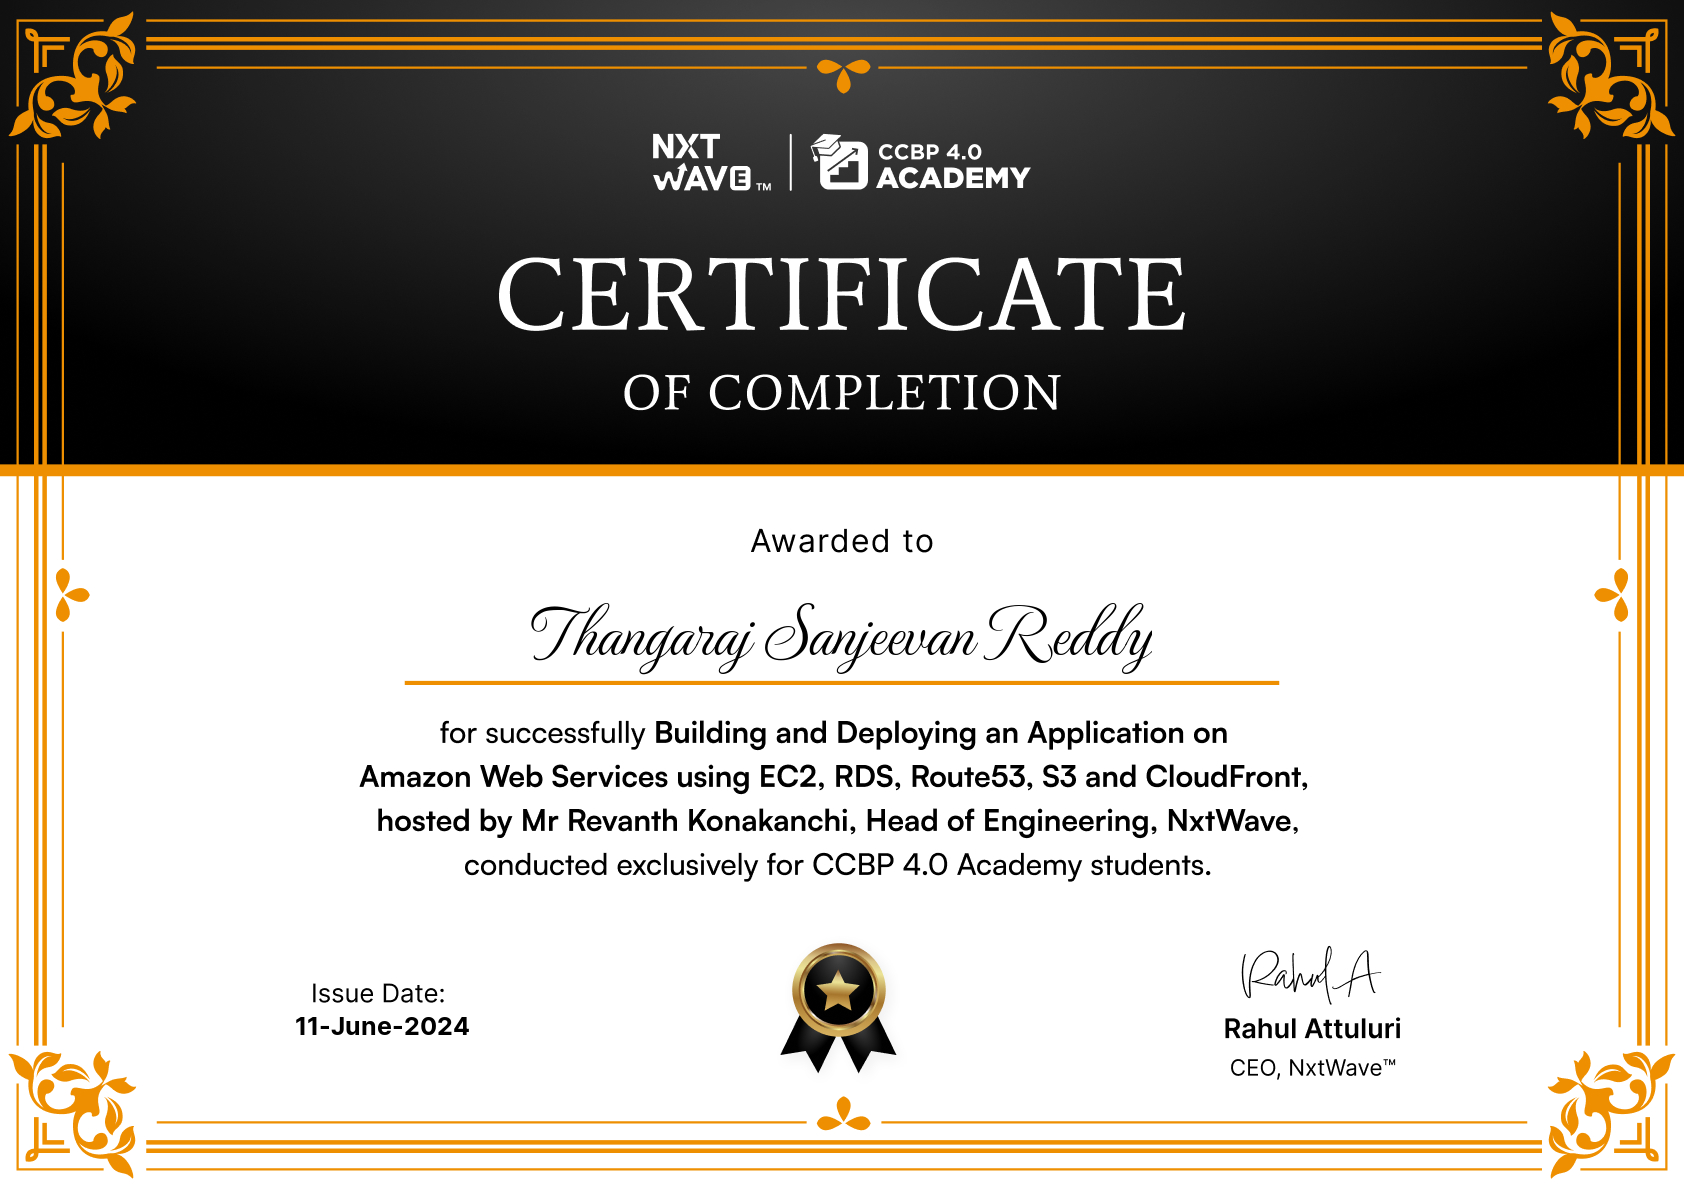 NXT
WAVE™
CCBP 4.0
ACADEMY
CERTIFICATE
OF COMPLETION
Awarded to
Thangaraj Sanjeevan Reddy
for successfully Building and Deploying an Application on
Amazon Web Services using EC2, RDS, Route53, S3 and CloudFront,
hosted by Mr Revanth Konakanchi, Head of Engineering, NxtWave,
conducted exclusively for CCBP 4.0 Academy students.
Issue Date:
11-June-2024
Rahul A
Rahul Attuluri
CEO, NxtWave™